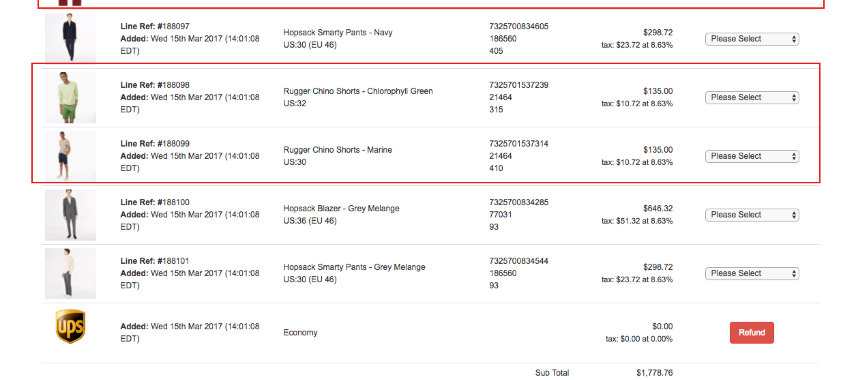 Line Ref: #188097
Added: Wed 15th Mar 2017 (14:01:08
EDT)
Hopsack Smarty Pants - Navy
US:30 (EU 46)
7325700834605
186560
405
$298.72
tax: $23.72 at 8.63%
Please Select
Line Ref: #188098
Added: Wed 15th Mar 2017 (14:01:08
EDT)
Rugger Chino Shorts - Chlorophyll Green
US:32
7325701537239
21464
315
$135.00
tax: $10.72 at 8.63%
Please Select
Line Ref: #188099
Added: Wed 15th Mar 2017 (14:01:08
EDT)
Rugger Chino Shorts - Marine
US:30
7325701537314
21464
410
$135.00
tax: $10.72 at 8.63%
Please Select
Line Ref: #188100
Added: Wed 15th Mar 2017 (14:01:08
EDT)
Hopsack Blazer - Grey Melange
US:36 (EU 46)
7325700834285
77031
93
$646.32
tax: $51.32 at 8.63%
Please Select
Line Ref: #188101
Added: Wed 15th Mar 2017 (14:01:08
EDT)
Hopsack Smarty Pants - Grey Melange
US:30 (EU 46)
7325700834544
186560
93
$298.72
tax: $23.72 at 8.63%
Please Select
ups
Added: Wed 15th Mar 2017 (14:01:08
EDT)
Economy
$0.00
tax: $0.00 at 0.00%
Refund
Sub Total
$1,778.76